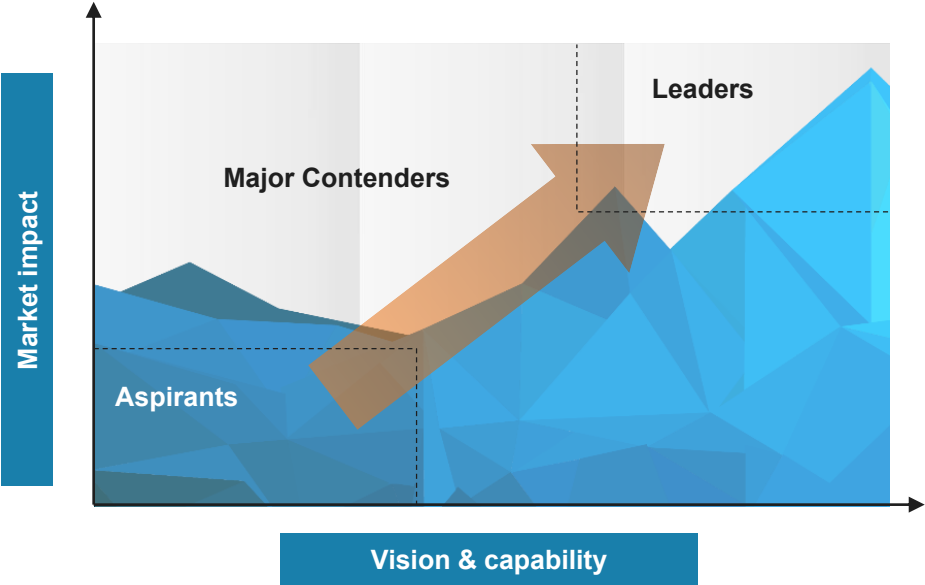 Leaders
Major Contenders
Market impact
Aspirants
Vision & capability